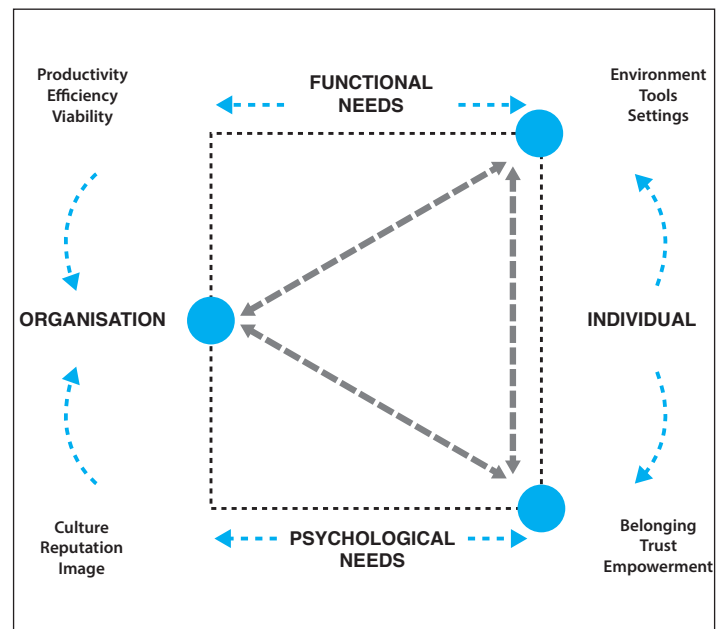 Productivity
Efficiency
Viability
FUNCTIONAL
NEEDS
Environment
Tools
Settings
ORGANISATION
INDIVIDUAL
Culture
Reputation
Image
PSYCHOLOGICAL
NEEDS
Belonging
Trust
Empowerment